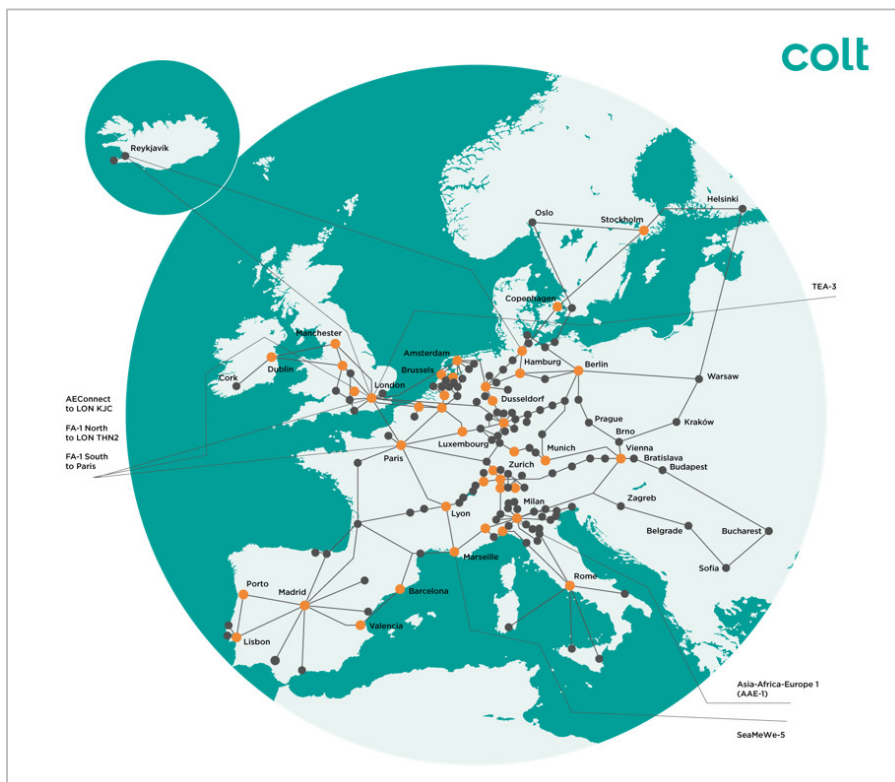 colt
Reykjavík
Helsinki
Oslo
Stockholm
TEA-3
Copenhagen
Manchester
Amsterdam
Hamburg
Berlin
Brussels
Dublin
Cork
London
Warsaw
AEConnect
to LON KJC
Dusseldorf
FA-1 North
to LON THN2
Prague
Kraków
Brno
FA-1 South
to Paris
Luxembourg
Munich
Vienna
Paris
Bratislava
Zurich
Budapest
Milan
Zagreb
Lyon
Belgrade
Bucharest
Marseille
Sofia
Porto
Madrid
Barcelona
Rome
Valencia
Lisbon
Asia-Africa-Europe 1
(AAE-1)
SeaMeWe-5